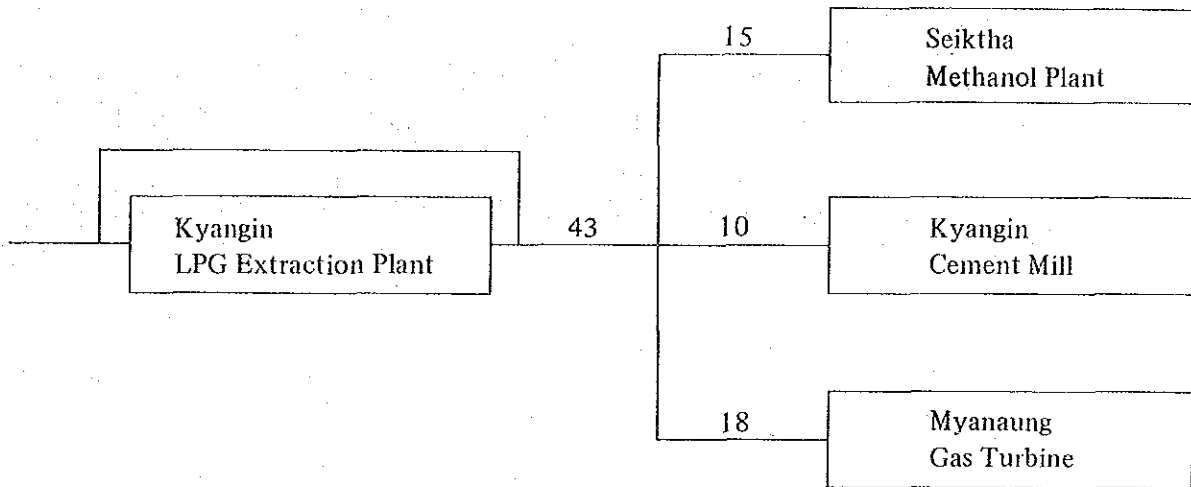 15
Seiktha
Methanol Plant
Kyangin
LPG Extraction Plant
43
10
Kyangin
Cement Mill
18
Myanaung
Gas Turbine